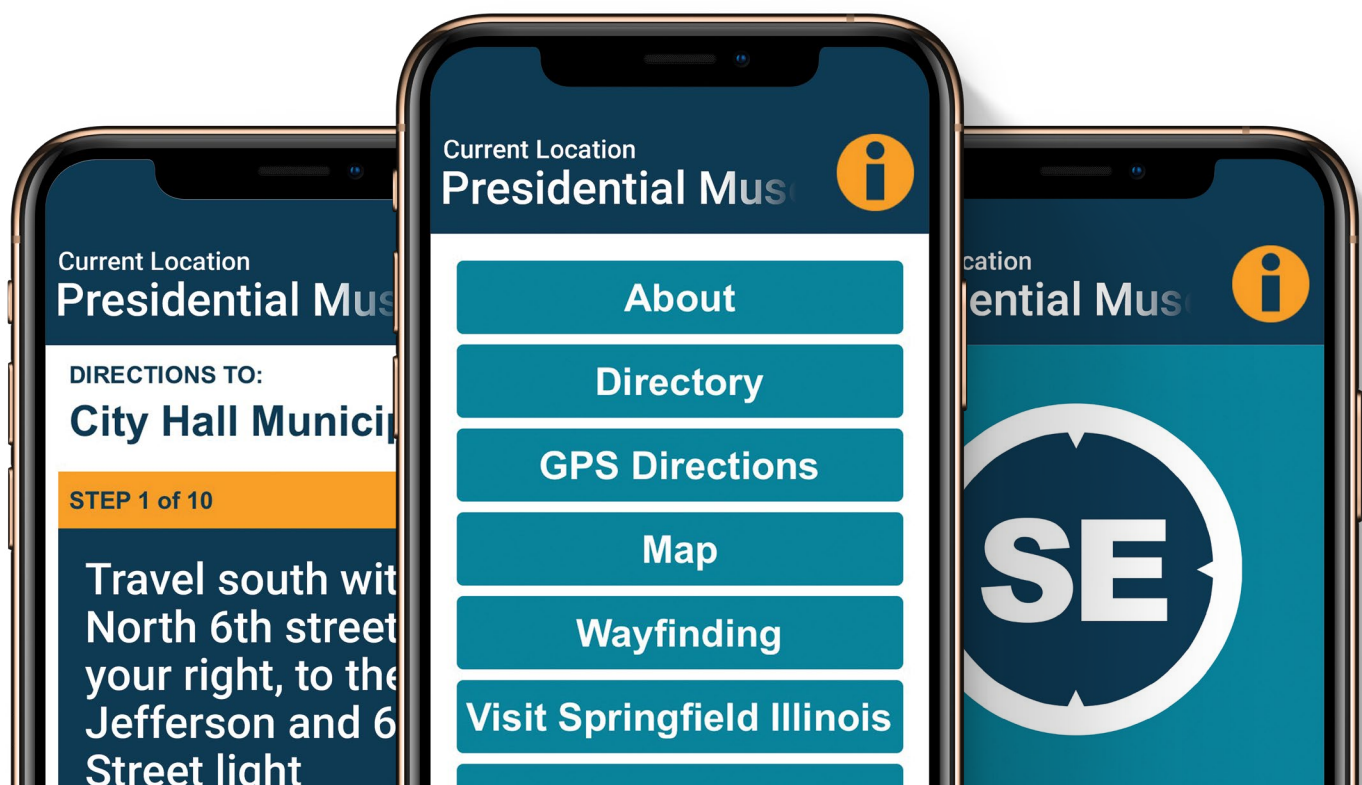 Current Location
Presidential Mus
DIRECTIONS TO:
City Hall Municip
STEP 1 of 10
Travel south wit
North 6th street
your right, to the
Jefferson and 6
Street light
Current Location
Presidential Muse
i
About
Directory
GPS Directions
Map
Wayfinding
Visit Springfield Illinois
cation
ential Muse
i
SE